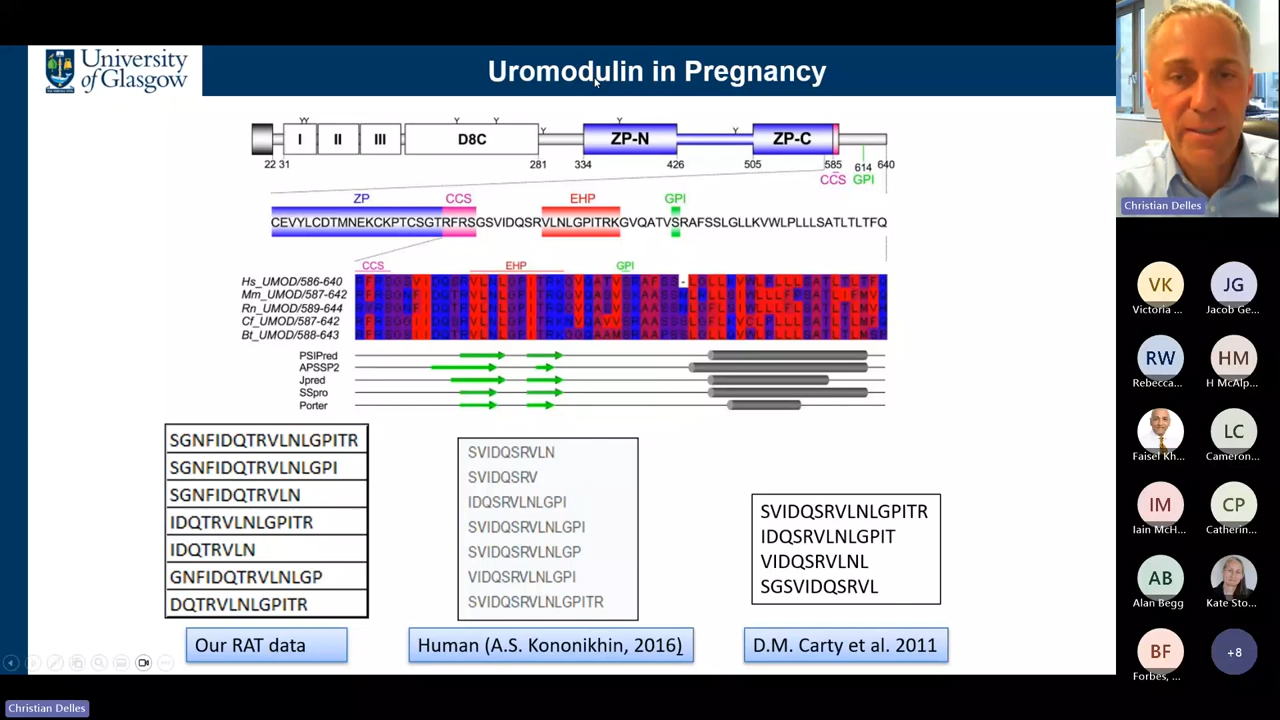 University
of Glasgow
Uromodulin in Pregnancy
YY
Y
Y
Y
Y
Y
I
II
III
D8C
ZP-N
ZP-C
22 31
281
334
426
505
585
614
640
CCS
GPI
ZP
CCS
EHP
GPI
CEVYLCDTMNEKCKPTCSGTRFRSGSVIDQSRVLNLGPITRKGVQATVSRAFSSLGLLKVWLPLLLSATLTLTFQ
CCS
EHP
GPI
Hs_UMOD/586-640
Mm_UMOD/587-642
Rn_UMOD/589-644
Cf_UMOD/587-642
Bt_UMOD/588-643
PSIPred
APSSP2
Jpred
SSpro
Porter
SGNFIDQTRVLNLGPITR
SGNFIDQTRVLNLGPI
SGNFIDQTRVLN
IDQTRVLNLGPITR
IDQTRVLN
GNFIDQTRVLNLGP
DQTRVLNLGPITR
Our RAT data
SVIDQSRVLN
SVIDQSRV
IDQSRVLNLGPI
SVIDQSRVLNLGPI
SVIDQSRVLNLGP
VIDQSRVLNLGPI
SVIDQSRVLNLGPITR
Human (A.S. Kononikhin, 2016)
SVIDQSRVLNLGPITR
IDQSRVLNLGPIT
VIDQSRVLNL
SGSVIDQSRVL
D.M. Carty et al. 2011
Christian Delles
VK
Victoria ...
JG
Jacob Ge...
RW
Rebecca...
HM
H McAlp...
Faisel Kh...
LC
Cameron...
IM
Iain McH...
CP
Catherin...
AB
Alan Begg
Kate Sto...
BF
Forbes, ...
+8
Christian Delles